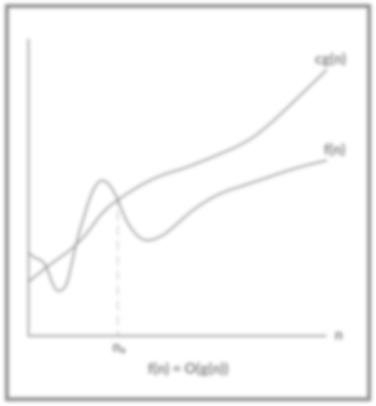 cg(n)
f(n)
n
n₀
f(n) = O(g(n))